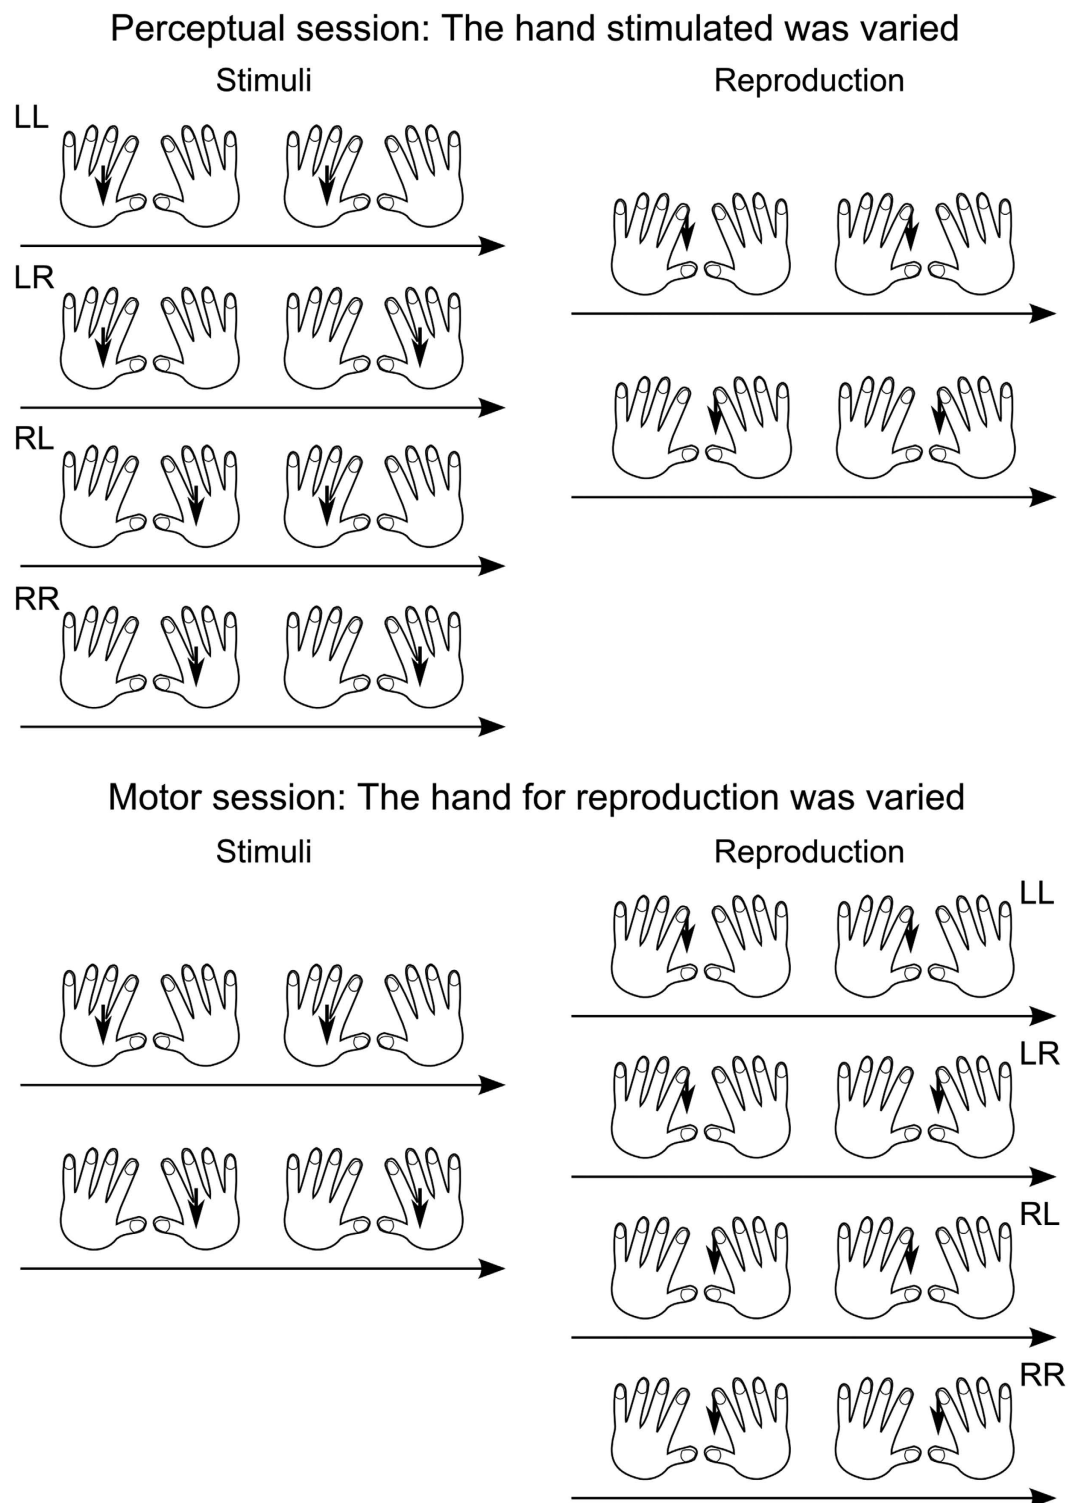 Perceptual session: The hand stimulated was varied
Stimuli
Reproduction
LL
LR
RL
RR
Motor session: The hand for reproduction was varied
Stimuli
Reproduction
LL
LR
RL
RR